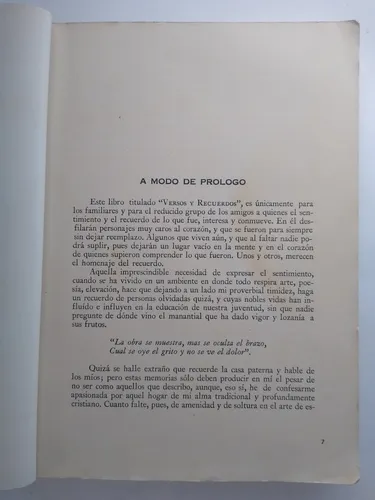 A MODO DE PROLOGO
Este libro titulado "Versos y Recuerdos", es únicamente para
los familiares y para el reducido grupo de los amigos a quienes el sen-
timiento y el recuerdo de lo que fue, interesa y conmueve. En él des-
filarán personajes muy caros al corazón, y que se fueron para siempre
sin dejar reemplazo. Algunos que viven aún, y que al faltar nadie po-
drá suplir, pues dejarán un lugar vacío en la mente y en el corazón
de quienes supieron comprender lo que fueron. Unos y otros, merecen
el homenaje del recuerdo.
Aquella imprescindible necesidad de expresar el sentimiento,
cuando se ha vivido en un ambiente en donde todo respira arte, poe-
sía, elevación, hace que dejando a un lado mi proverbial timidez, haga
un recuerdo de personas olvidadas quizá, y cuyas nobles vidas han in-
fluído e influyen en la educación de nuestra juventud, sin que nadie
pregunte de dónde vino el manantial que ha dado vigor y lozanía a
sus frutos.
"La obra se muestra, mas se oculta el brazo,
Cual se oye el grito y no se ve el dolor".
Quizá se halle extraño que recuerde la casa paterna y hable de
los míos; pero estas memorias sólo deben producir en mí el pesar de
no ser como aquellos que describo, aunque, eso sí, he de confesarme
apasionada por aquel hogar de mi alma tradicional y profundamente
cristiano. Cuanto falte, pues, de amenidad y de soltura en el arte de es-
7